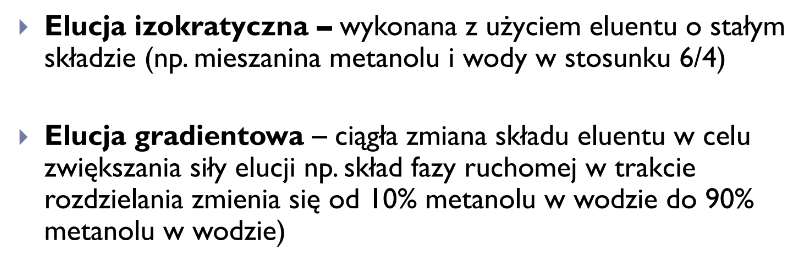 Elucja izokratyczna – wykonana z użyciem eluentu o stałym
składzie (np. mieszanina metanolu i wody w stosunku 6/4)
Elucja gradientowa – ciągła zmiana składu eluentu w celu
zwiększania siły elucji np. skład fazy ruchomej w trakcie
rozdzielania zmienia się od 10% metanolu w wodzie do 90%
metanolu w wodzie)